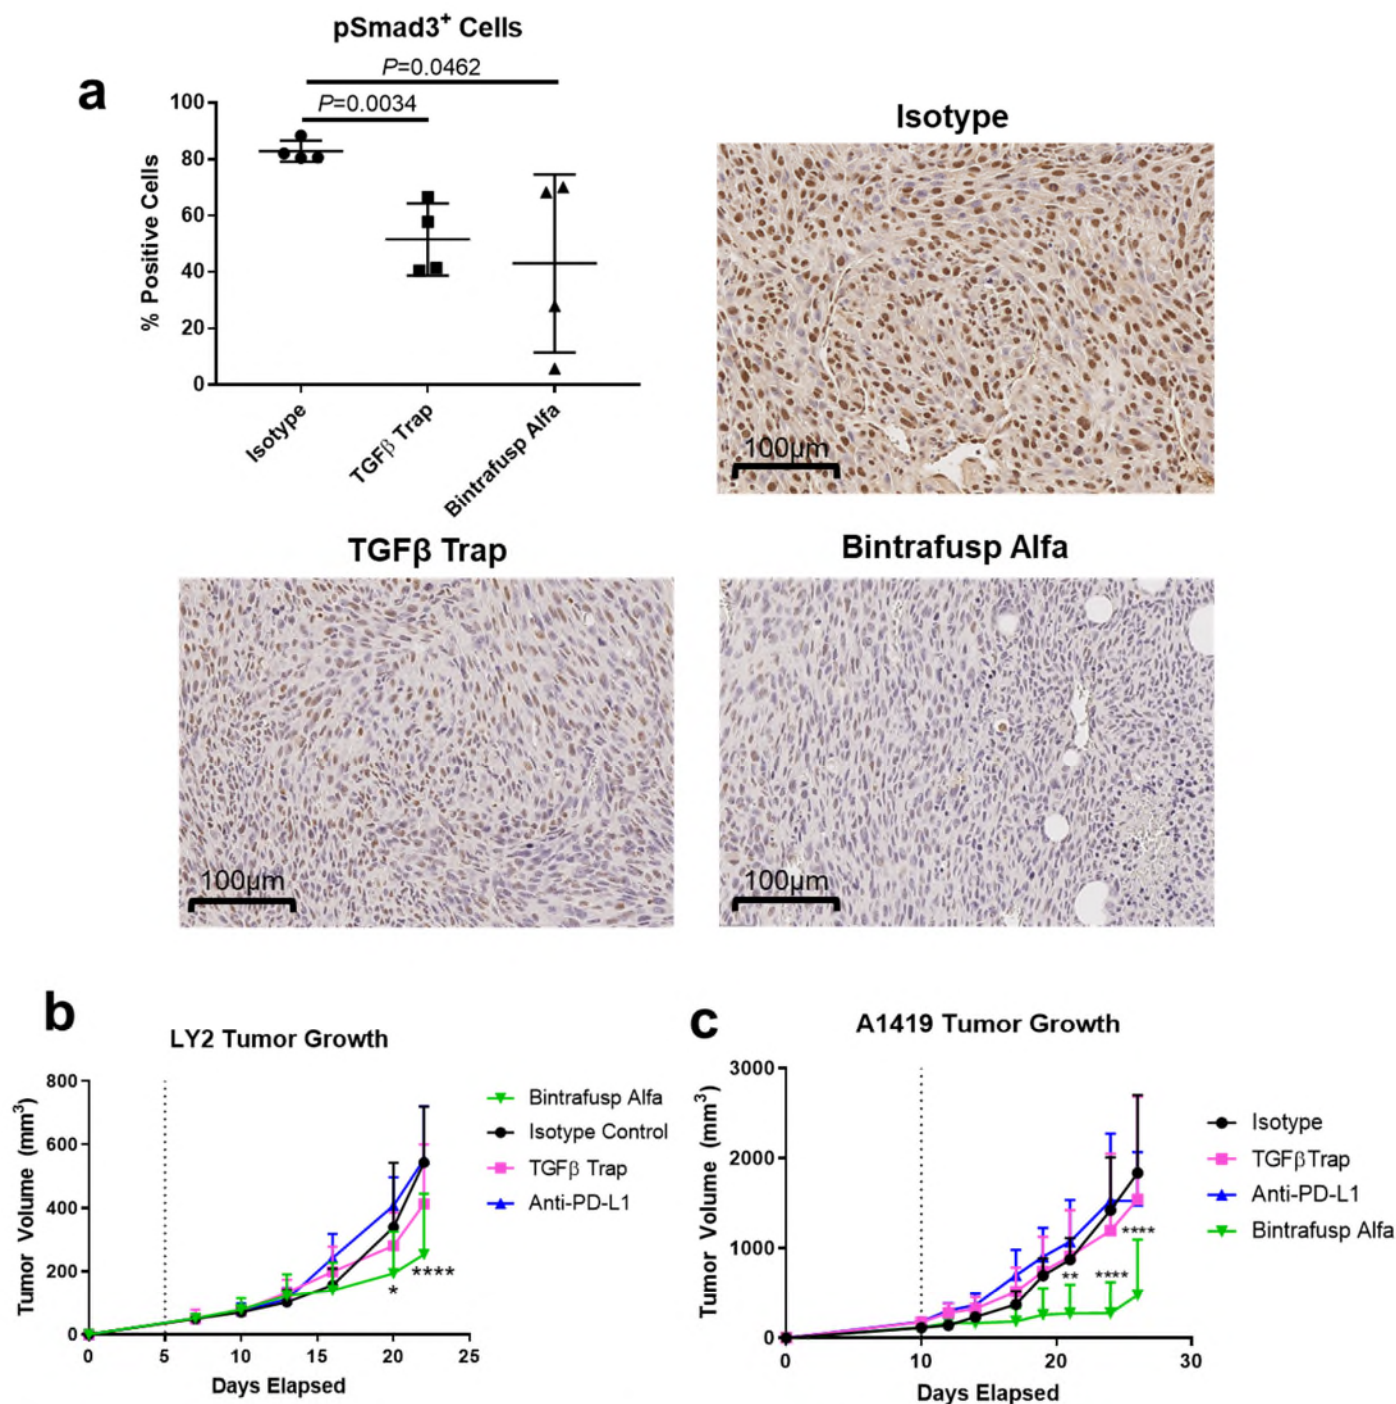 a
pSmad3+ Cells
P=0.0462
P=0.0034
% Positive Cells
100
80
60
40
20
0
Isotype
TGFβ Trap
Bintrafusp Alfa
Isotype
100µm
TGFβ Trap
100µm
Bintrafusp Alfa
100µm
b
LY2 Tumor Growth
Tumor Volume (mm3)
800
600
400
200
0
0 5 10 15 20 25
Days Elapsed
*
****
Bintrafusp Alfa
Isotype Control
TGFβ Trap
Anti-PD-L1
c
A1419 Tumor Growth
Tumor Volume (mm3)
3000
2000
1000
0
0 10 20 30
Days Elapsed
**
****
****
Isotype
TGFβTrap
Anti-PD-L1
Bintrafusp Alfa